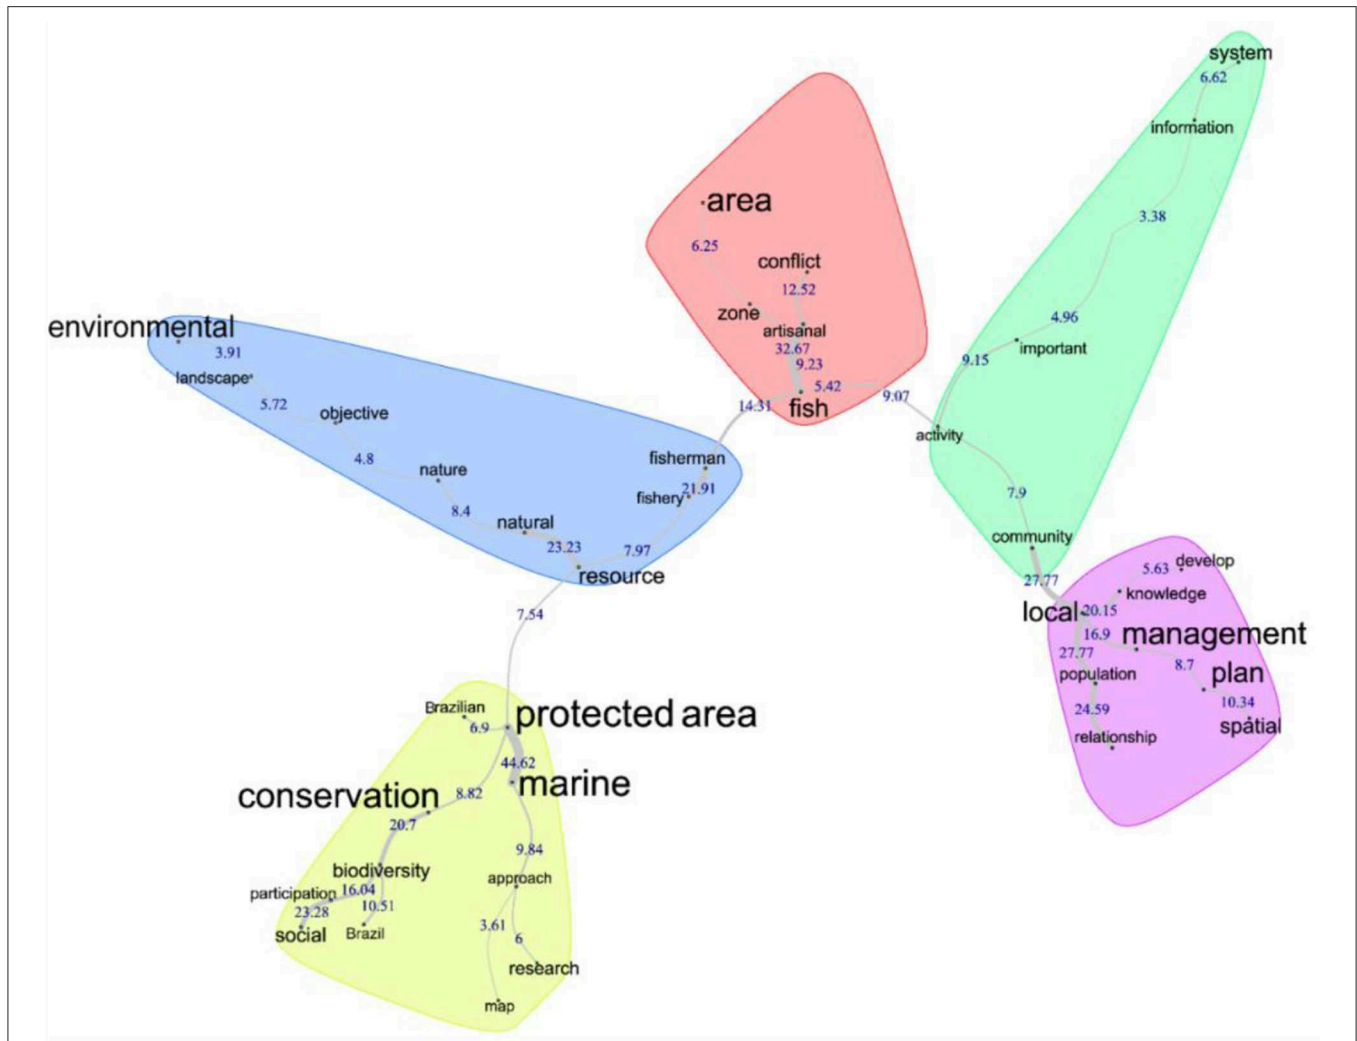 system
6.62
information
3.38
4.96
important
9.15
activity
7.9
community
27.77
area
6.25
conflict
12.52
zone
artisanal
32.67
9.23
5.42
fish
14.31
9.07
environmental
3.91
landscape
5.72
objective
4.8
nature
8.4
natural
23.23
resource
7.97
fishery
21.91
fisherman
7.54
develop
5.63
knowledge
local
20.15
16.9
management
27.77
8.7
plan
population
10.34
24.59
spatial
relationship
Brazilian
6.9
protected area
44.62
marine
8.82
conservation
20.7
9.84
biodiversity
approach
participation
16.04
10.51
23.28
social
Brazil
3.61
6
research
map